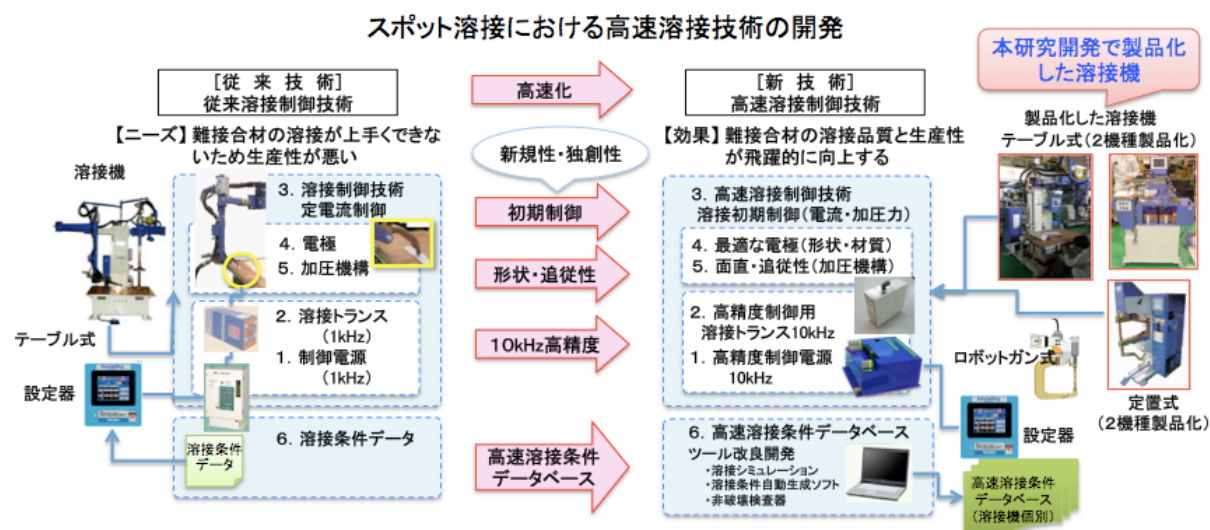 スポット溶接における高速溶接技術の開発
[従 来 技 術]
従来溶接制御技術
【ニーズ】難接合材の溶接が上手くできな
いため生産性が悪い
溶接機
3．溶接制御技術
定電流制御
4．電極
5．加圧機構
2．溶接トランス
(1kHz)
1．制御電源
(1kHz)
テーブル式
設定器
溶接条件
データ
6．溶接条件データ
高速化
新規性・独創性
初期制御
形状・追従性
10kHz高精度
高速溶接条件
データベース
[新 技 術]
高速溶接制御技術
【効果】難接合材の溶接品質と生産性
が飛躍的に向上する
3．高速溶接制御技術
溶接初期制御(電流・加圧力)
4．最適な電極(形状・材質)
5．面直・追従性(加圧機構)
2．高精度制御用
溶接トランス10kHz
1．高精度制御電源
10kHz
6．高速溶接条件データベース
ツール改良開発
・溶接シミュレーション
・溶接条件自動生成ソフト
・非破壊検査器
本研究開発で製品化
した溶接機
製品化した溶接機
テーブル式(2機種製品化)
ロボットガン式
定置式
(2機種製品化)
設定器
高速溶接条件
データベース
(溶接機個別)